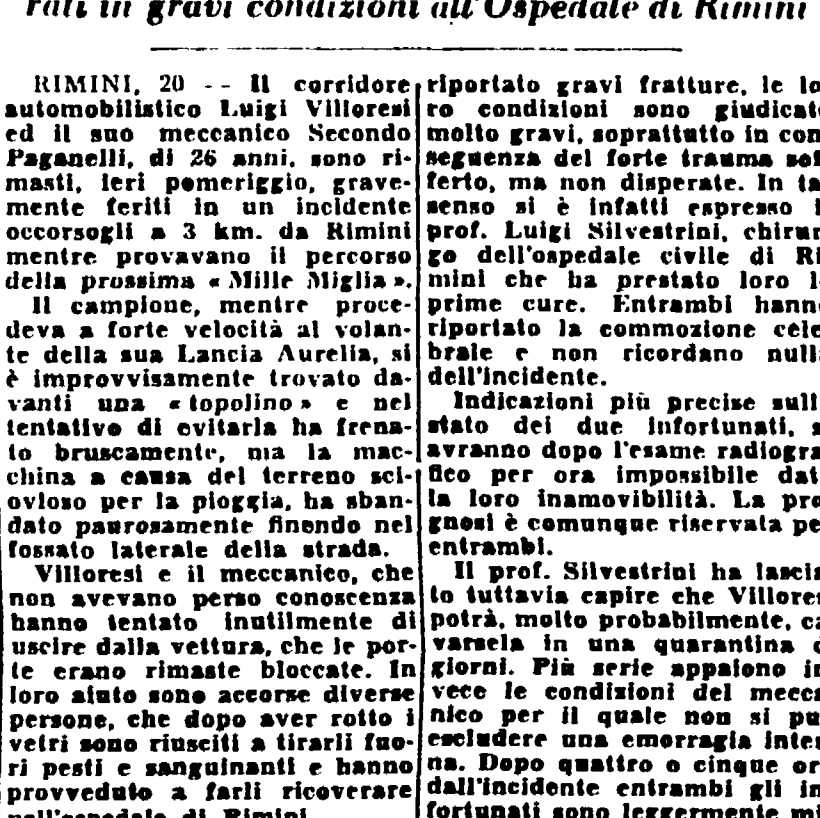 rati in gravi condizioni all'Ospedale di Rimini
RIMINI, 20 -- Il corridore
automobilistico Luigi Villoresi
ed il suo meccanico Secondo
Paganelli, di 26 anni, sono ri-
masti, ieri pomeriggio, grave-
mente feriti in un incidente
occorsogli a 3 km. da Rimini
mentre provavano il percorso
della prossima « Mille Miglia ».
Il campione, mentre proce-
deva a forte velocità al volan-
te della sua Lancia Aurelia, si
è improvvisamente trovato da-
vanti una « topolino » e nel
tentativo di evitarla ha frena-
to bruscamente, ma la mac-
china a causa del terreno sci-
ovloso per la pioggia, ha sban-
dato paurosamente finendo nel
fossato laterale della strada.
Villoresi e il meccanico, che
non avevano perso conoscenza
hanno tentato inutilmente di
uscire dalla vettura, che le por-
te erano rimaste bloccate. In
loro aiuto sono accorse diverse
persone, che dopo aver rotto i
vetri sono riusciti a tirarli fuo-
ri pesti e sanguinanti e hanno
provveduto a farli ricoverare
nell'ospedale di Rimini.
riportato gravi fratture, le lo
ro condizioni sono giudicate
molto gravi, soprattutto in con
seguenza del forte trauma sof
ferto, ma non disperate. In ta
senso si è infatti espresso i
prof. Luigi Silvestrini, chirur
go dell'ospedale civile di Ri
mini che ha prestato loro l
prime cure. Entrambi hanno
riportato la commozione cele
brale e non ricordano nulla
dell'incidente.
Indicazioni più precise sull
stato dei due infortunati, s
avranno dopo l'esame radiogra
fico per ora impossibile dat
la loro inamovibilità. La pro
gnosi è comunque riservata pe
entrambi.
Il prof. Silvestrini ha lascia
to tuttavia capire che Villores
potrà, molto probabilmente, ca
varsela in una quarantina d
giorni. Più serie appaiono in
vece le condizioni del mecca
nico per il quale non si pu
escludere una emorragia inter
na. Dopo quattro o cinque or
dall'incidente entrambi gli in
fortunati sono leggermente mi